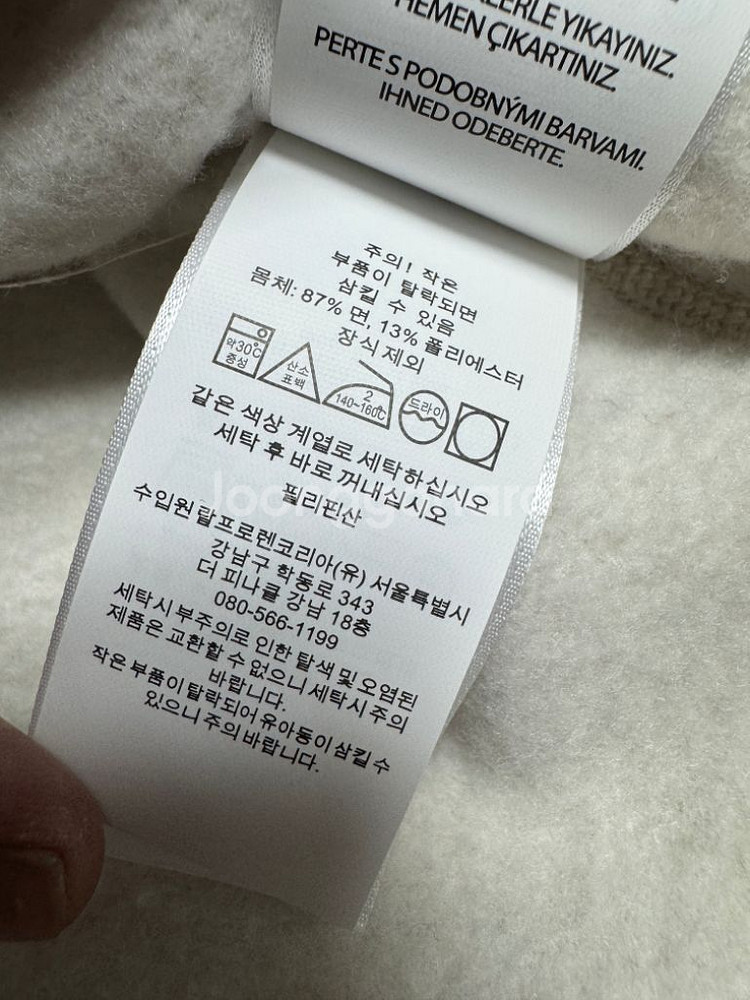 HEMEN ÇIKARTINIZ.
PERTE S PODOBNÝMI BARVAMI.
IHNED ODEBERTE.
주의! 작은
부품이 탈락되면
삼킬 수 있음
몸체: 87% 면, 13% 폴리에스터
장식 제외
약30℃
중성
산소
표백
2
140~160℃
드라이
같은 색상 계열로 세탁하십시오
세탁 후 바로 꺼내십시오
필리핀산
수입원 랍프로렌코리아(유) 서울특별시
강남구 학동로 343
더 피나클 강남 18층
080-566-1199
세탁시 부주의로 인한 탈색 및 오염된
제품은 교환할 수 없으니 세탁시 주의
바랍니다.
작은 부품이 탈락되어 유아동이 삼킬 수
있으니 주의 바랍니다.